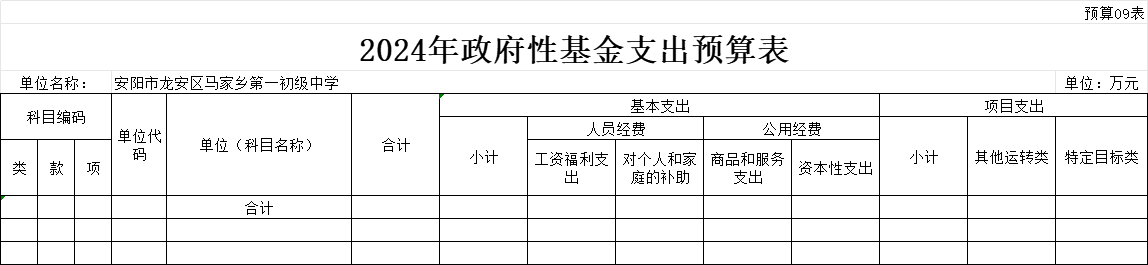 预算09表
2024年政府性基金支出预算表
单位名称： 安阳市龙安区马家乡第一初级中学 单位：万元
科目编码 单位代码 单位（科目名称） 合计 基本支出 项目支出
小计 人员经费 公用经费 小计 其他运转类 特定目标类
类 款 项 工资福利支出 对个人和家庭的补助 商品和服务支出 资本性支出
合计